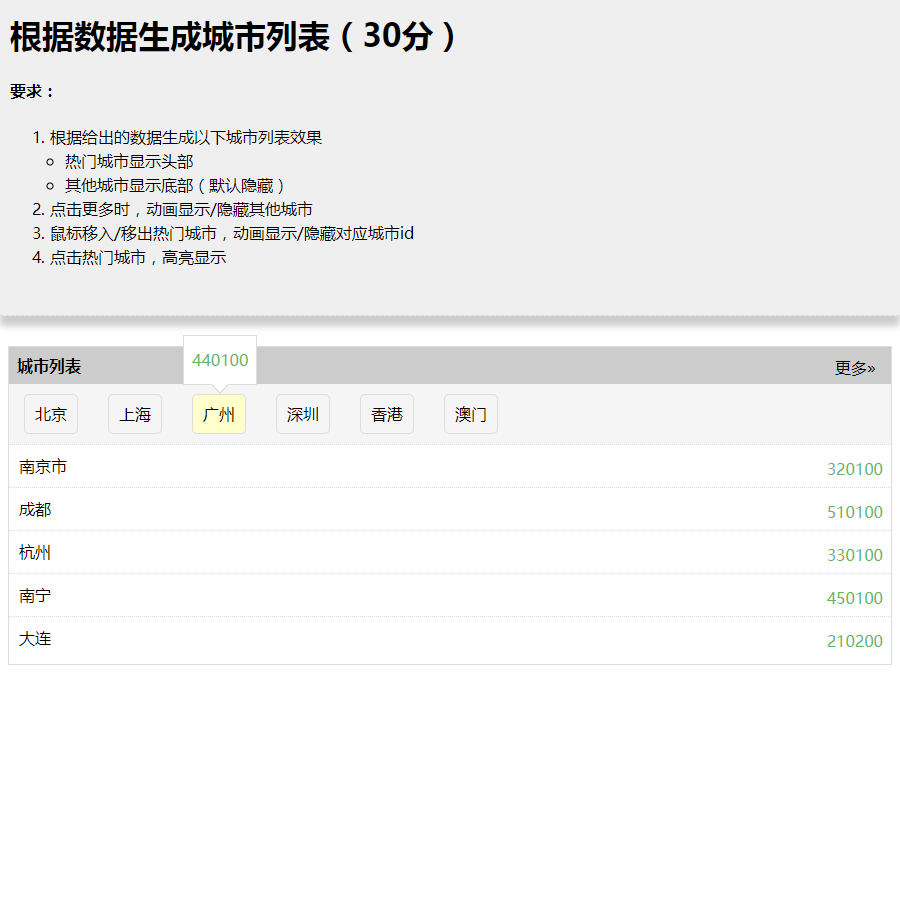 根据数据生成城市列表（30分）
要求：
1. 根据给出的数据生成以下城市列表效果
热门城市显示头部
其他城市显示底部（默认隐藏）
2. 点击更多时，动画显示/隐藏其他城市
3. 鼠标移入/移出热门城市，动画显示/隐藏对应城市id
4. 点击热门城市，高亮显示
440100
城市列表 更多»
北京 上海 广州 深圳 香港 澳门
南京市 320100
成都 510100
杭州 330100
南宁 450100
大连 210200